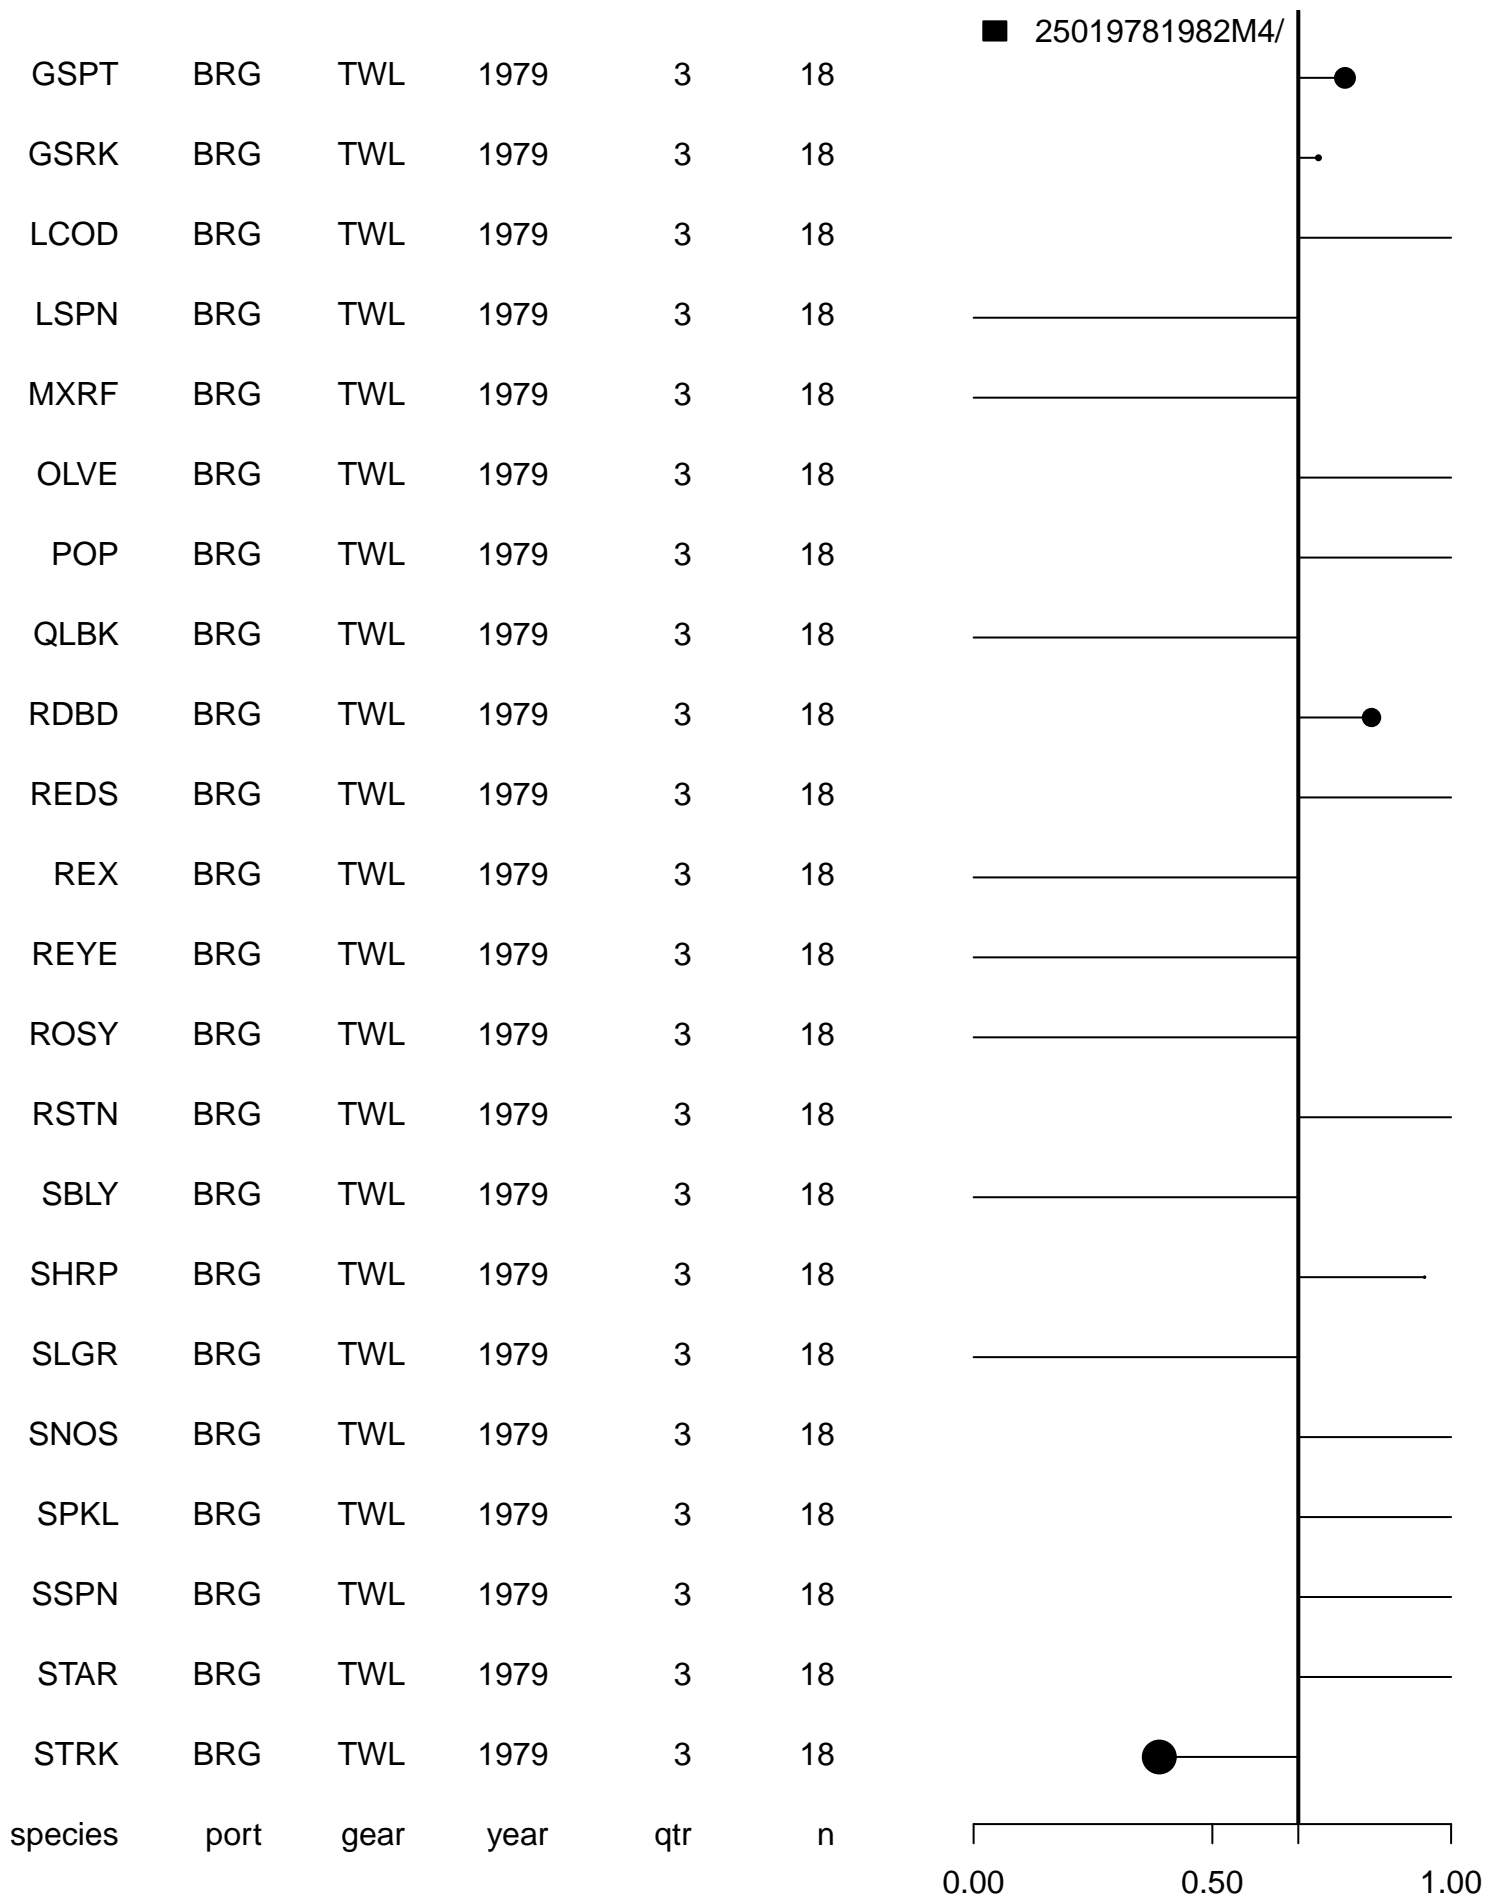 25019781982M4/
GSPT BRG TWL 1979 3 18
GSRK BRG TWL 1979 3 18
LCOD BRG TWL 1979 3 18
LSPN BRG TWL 1979 3 18
MXRF BRG TWL 1979 3 18
OLVE BRG TWL 1979 3 18
POP BRG TWL 1979 3 18
QLBK BRG TWL 1979 3 18
RDBD BRG TWL 1979 3 18
REDS BRG TWL 1979 3 18
REX BRG TWL 1979 3 18
REYE BRG TWL 1979 3 18
ROSY BRG TWL 1979 3 18
RSTN BRG TWL 1979 3 18
SBLY BRG TWL 1979 3 18
SHRP BRG TWL 1979 3 18
SLGR BRG TWL 1979 3 18
SNOS BRG TWL 1979 3 18
SPKL BRG TWL 1979 3 18
SSPN BRG TWL 1979 3 18
STAR BRG TWL 1979 3 18
STRK BRG TWL 1979 3 18
species port gear year qtr n
0.00 0.50 1.00